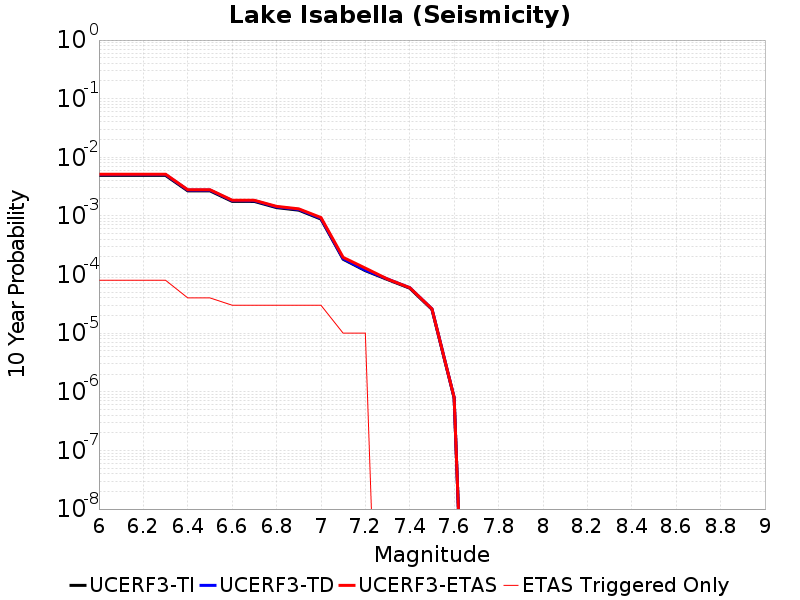 Lake Isabella (Seismicity)
10 Year Probability
10^0
10^-1
10^-2
10^-3
10^-4
10^-5
10^-6
10^-7
10^-8
6 6.2 6.4 6.6 6.8 7 7.2 7.4 7.6 7.8 8 8.2 8.4 8.6 8.8 9
Magnitude
UCERF3-TI UCERF3-TD UCERF3-ETAS ETAS Triggered Only